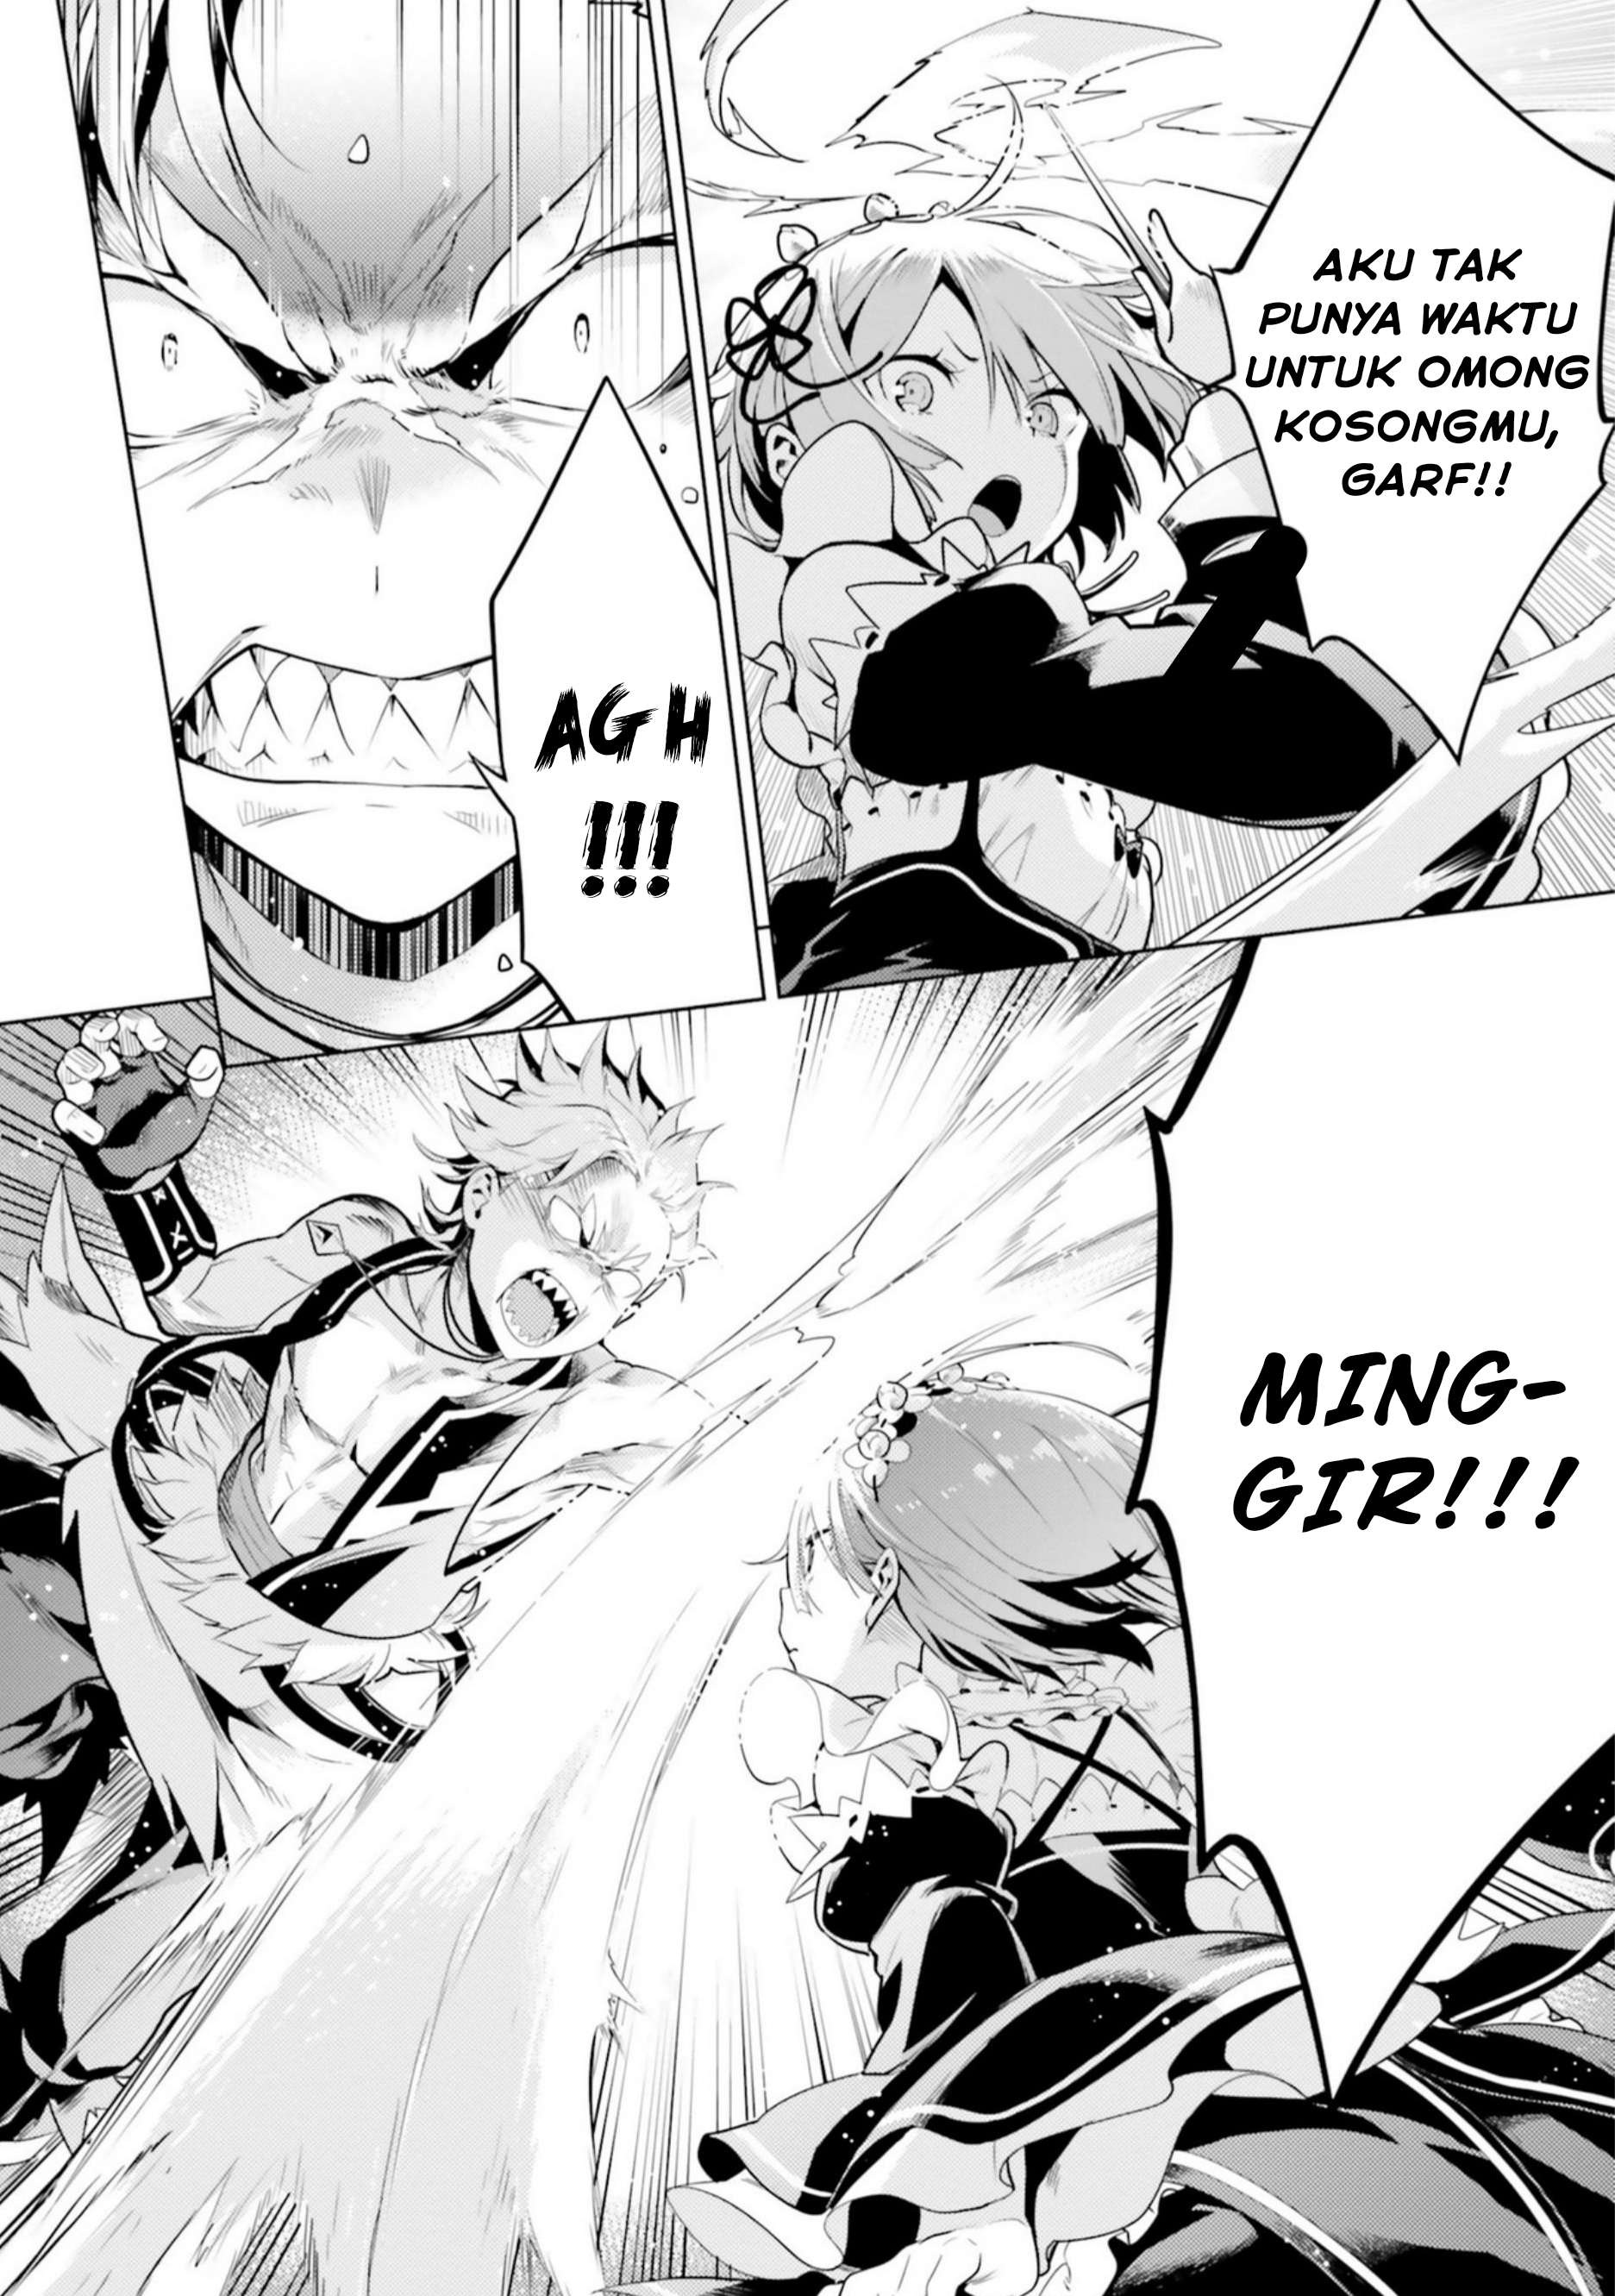 AKU TAK
PUNYA WAKTU
UNTUK OMONG
KOSONGMU,
GARF!!
AGH
!!!
MING-
GIR!!!